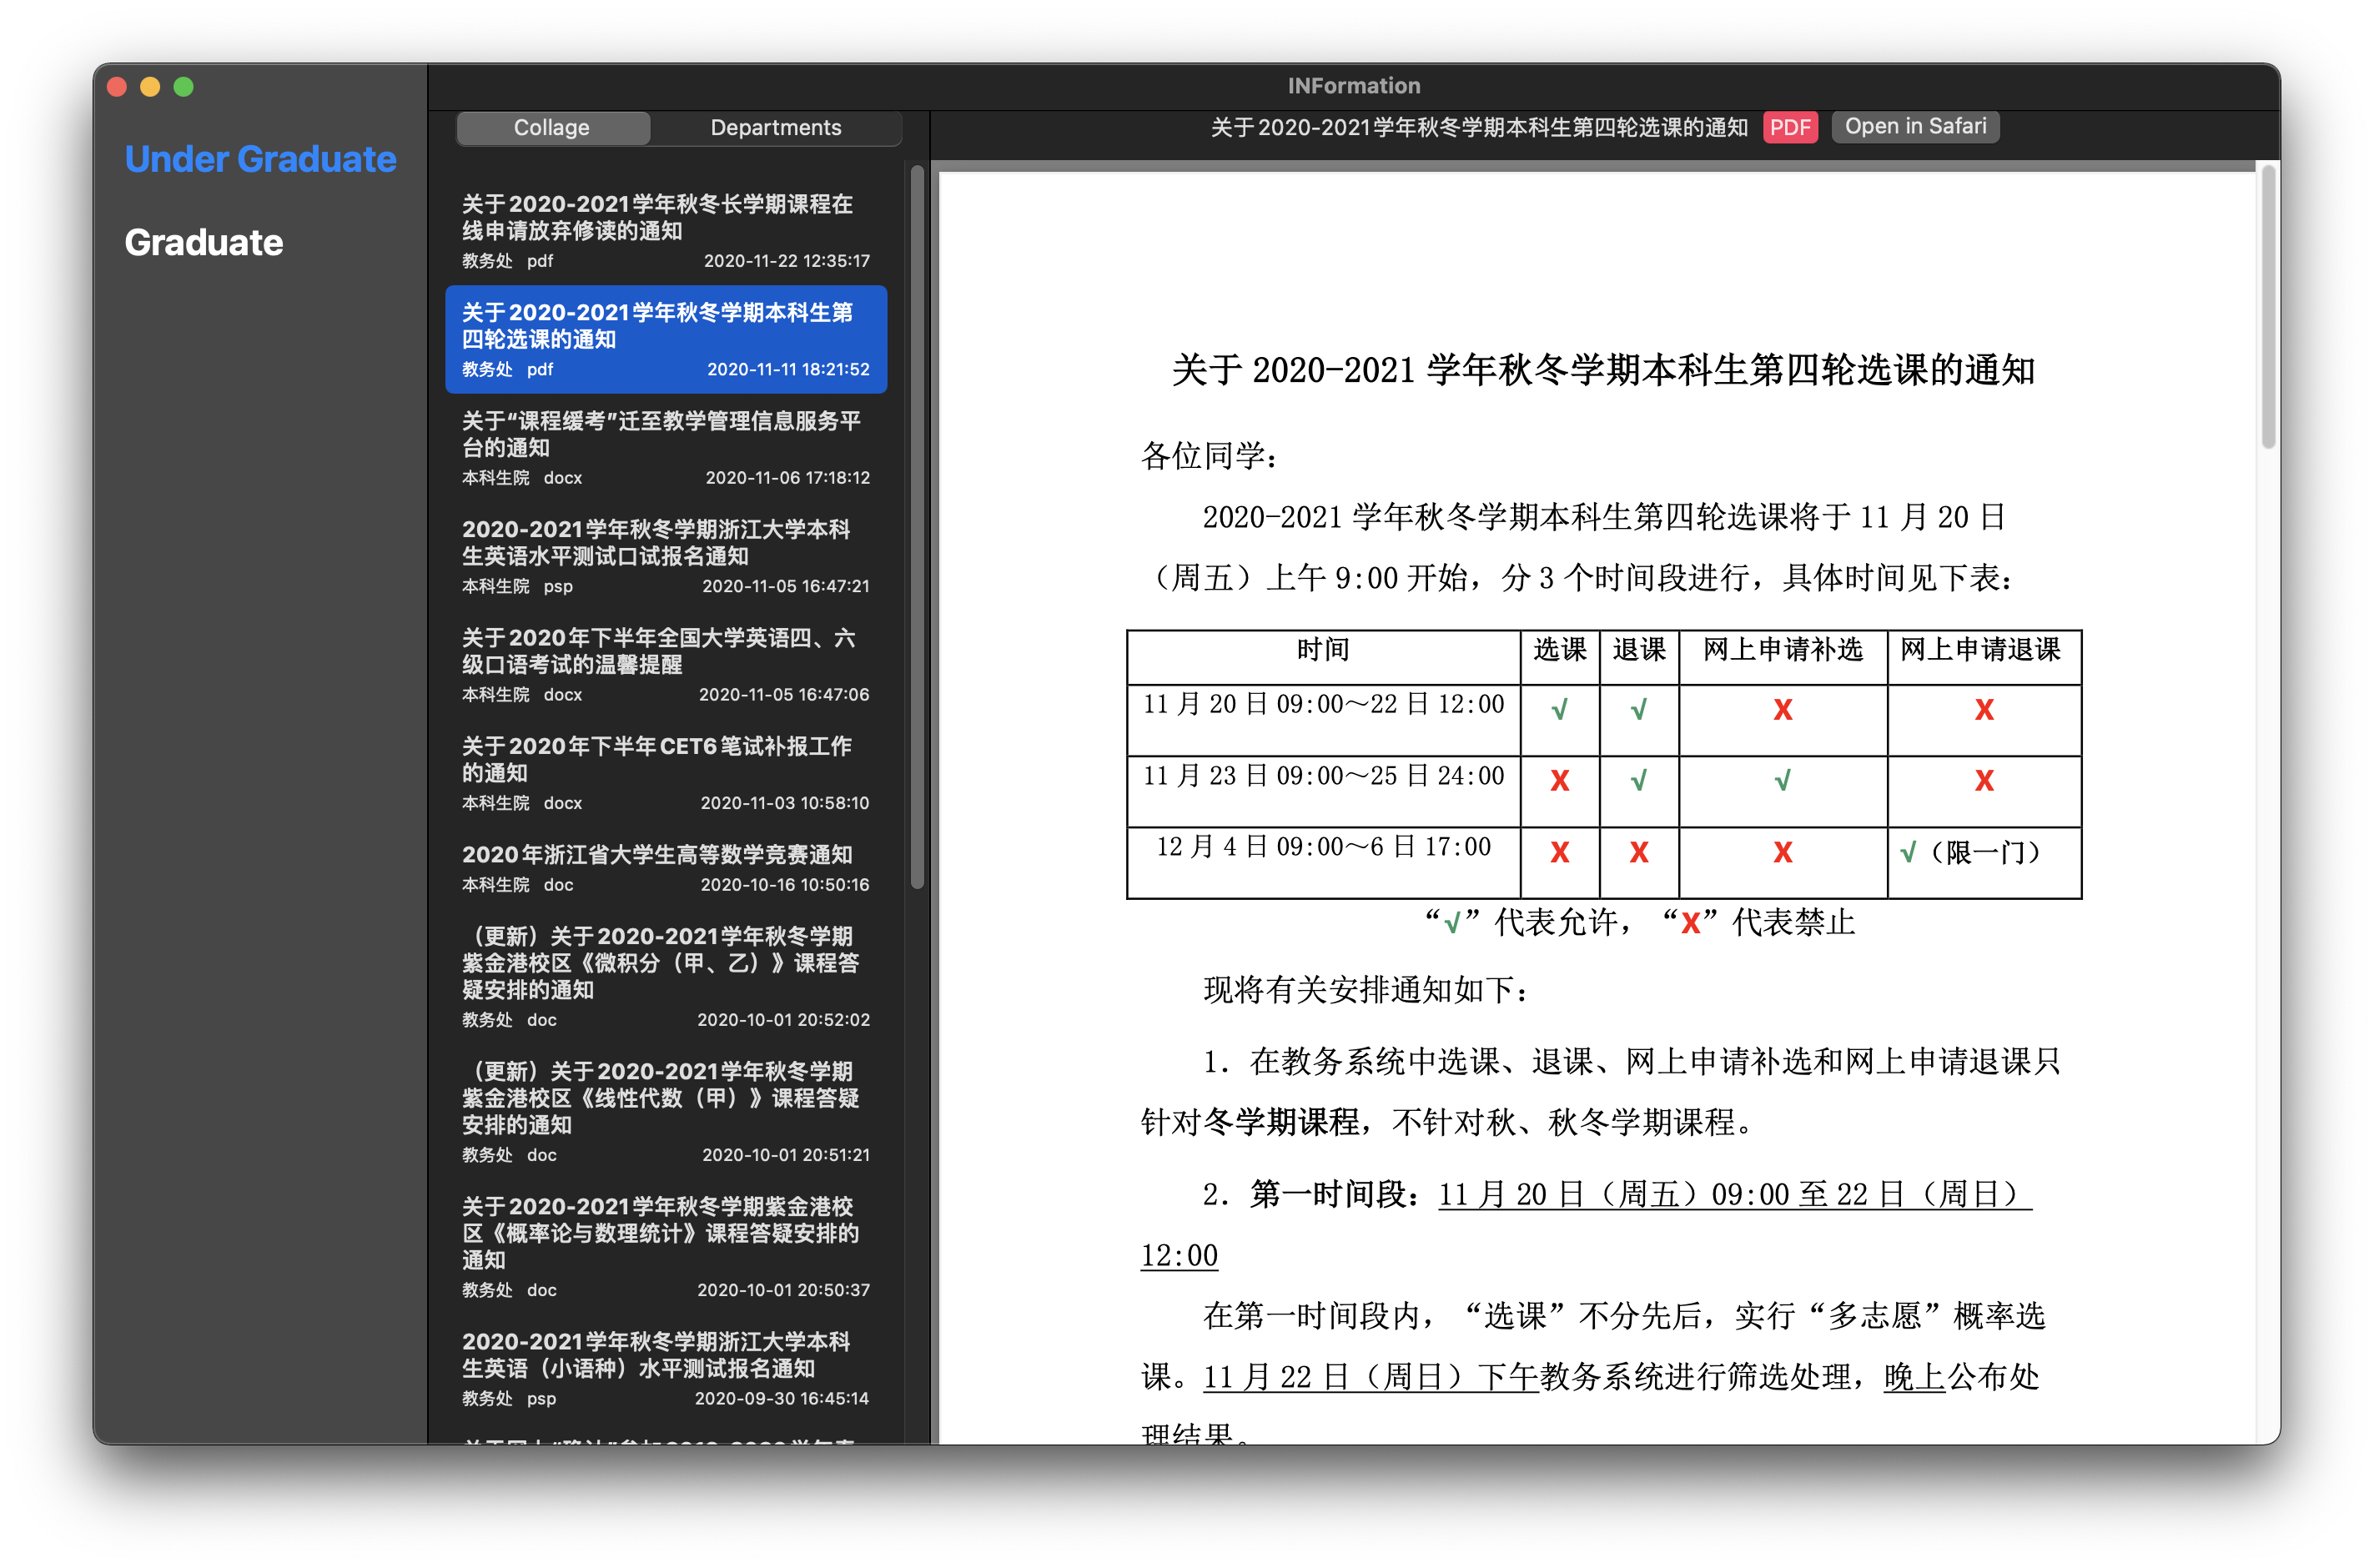 INFormation
Under Graduate
Graduate
Collage
Departments
关于2020-2021学年秋冬长学期课程在
线申请放弃修读的通知
教务处 pdf 2020-11-22 12:35:17
关于2020-2021学年秋冬学期本科生第
四轮选课的通知
教务处 pdf 2020-11-11 18:21:52
关于“课程缓考”迁至教学管理信息服务平
台的通知
本科生院 docx 2020-11-06 17:18:12
2020-2021学年秋冬学期浙江大学本科
生英语水平测试口试报名通知
本科生院 psp 2020-11-05 16:47:21
关于2020年下半年全国大学英语四、六
级口语考试的温馨提醒
本科生院 docx 2020-11-05 16:47:06
关于2020年下半年CET6笔试补报工作
的通知
本科生院 docx 2020-11-03 10:58:10
2020年浙江省大学生高等数学竞赛通知
本科生院 doc 2020-10-16 10:50:16
（更新）关于2020-2021学年秋冬学期
紫金港校区《微积分（甲、乙）》课程答
疑安排的通知
教务处 doc 2020-10-01 20:52:02
（更新）关于2020-2021学年秋冬学期
紫金港校区《线性代数（甲）》课程答疑
安排的通知
教务处 doc 2020-10-01 20:51:21
关于2020-2021学年秋冬学期紫金港校
区《概率论与数理统计》课程答疑安排的
通知
教务处 doc 2020-10-01 20:50:37
2020-2021学年秋冬学期浙江大学本科
生英语（小语种）水平测试报名通知
教务处 psp 2020-09-30 16:45:14
关于2020-2021学年秋冬学期本科生第四轮选课的通知 PDF Open in Safari
关于 2020-2021 学年秋冬学期本科生第四轮选课的通知
各位同学：
2020-2021 学年秋冬学期本科生第四轮选课将于 11 月 20 日
（周五）上午 9:00 开始，分 3 个时间段进行，具体时间见下表：
时间 选课 退课 网上申请补选 网上申请退课
11 月 20 日 09:00～22 日 12:00 √ √ X X
11 月 23 日 09:00～25 日 24:00 X √ √ X
12 月 4 日 09:00～6 日 17:00 X X X √（限一门）
“√”代表允许，“X”代表禁止
现将有关安排通知如下：
1. 在教务系统中选课、退课、网上申请补选和网上申请退课只
针对冬学期课程，不针对秋、秋冬学期课程。
2. 第一时间段：11 月 20 日（周五）09:00 至 22 日（周日）
12:00
在第一时间段内，“选课”不分先后，实行“多志愿”概率选
课。11 月 22 日（周日）下午教务系统进行筛选处理，晚上公布处
理结果。